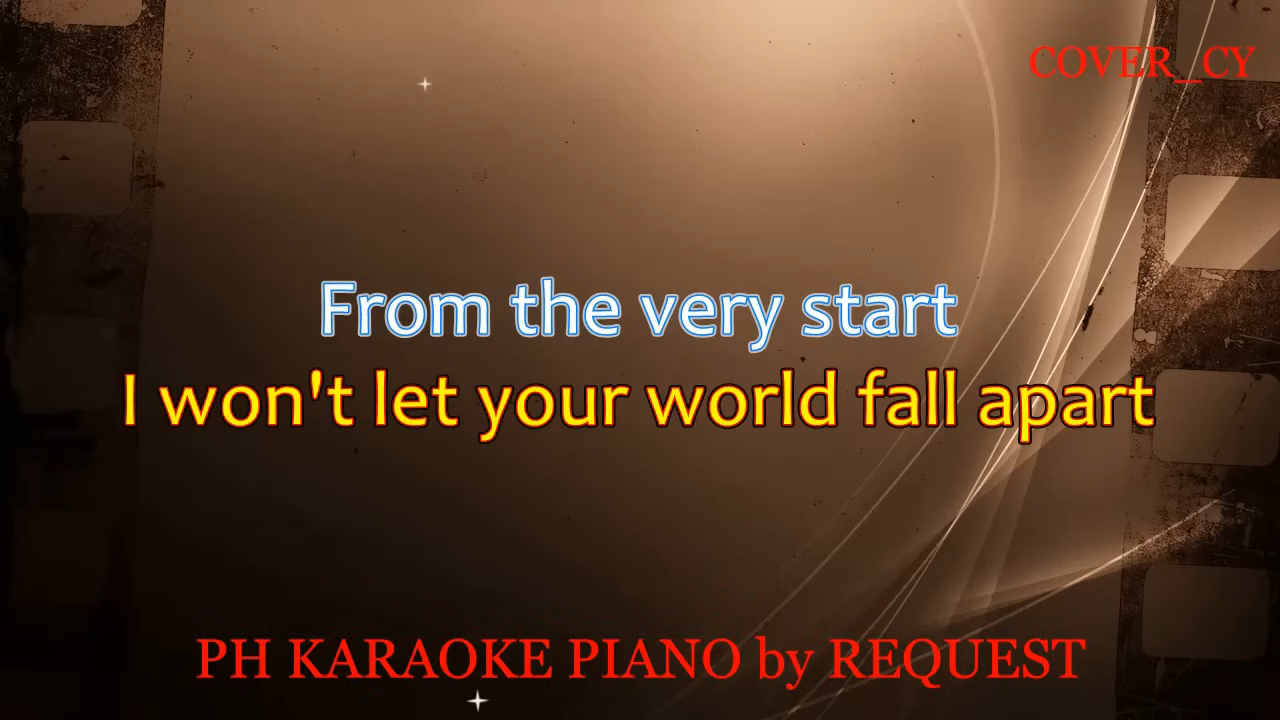 COVER_CY
From the very start
I won't let your world fall apart
PH KARAOKE PIANO by REQUEST